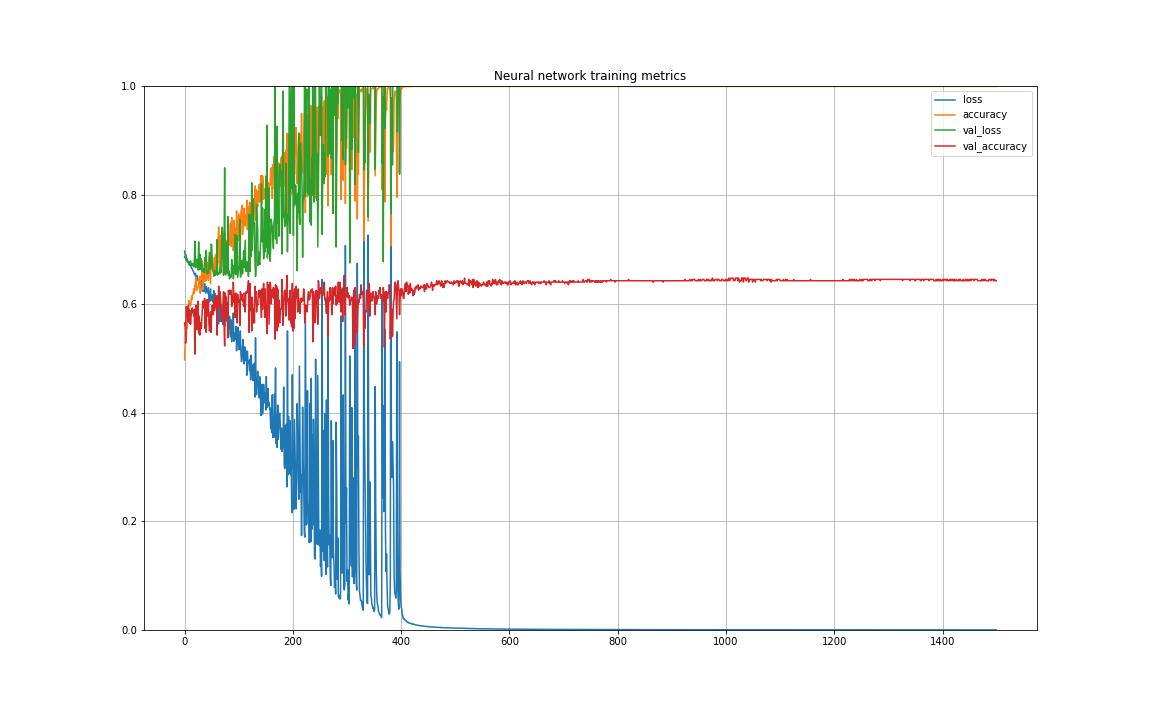 Neural network training metrics
1.0
0.8
0.6
0.4
0.2
0.0
0 200 400 600 800 1000 1200 1400
loss
accuracy
val_loss
val_accuracy